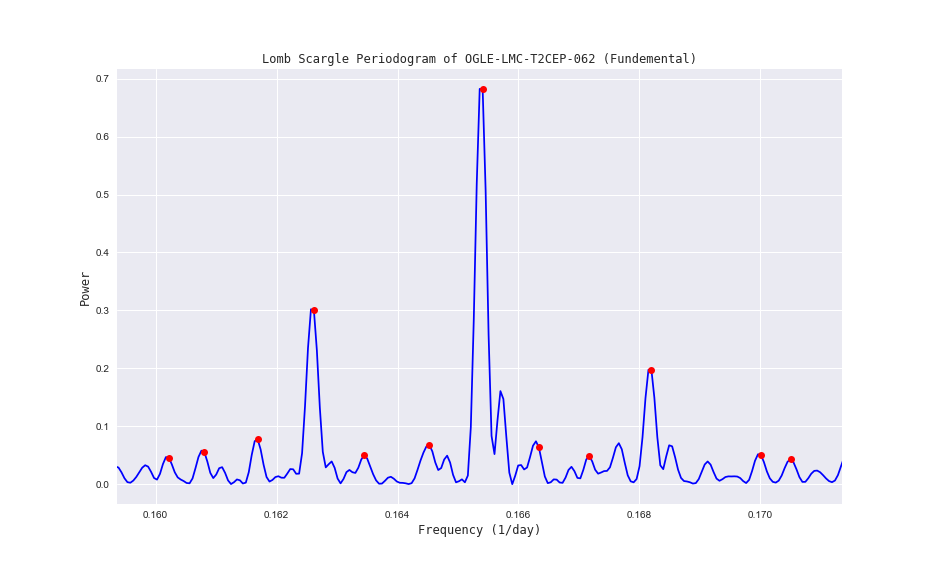 Lomb Scargle Periodogram of OGLE-LMC-T2CEP-062 (Fundemental)
0.7
0.6
0.5
0.4
0.3
0.2
0.1
0.0
Power
0.160 0.162 0.164 0.166 0.168 0.170
Frequency (1/day)